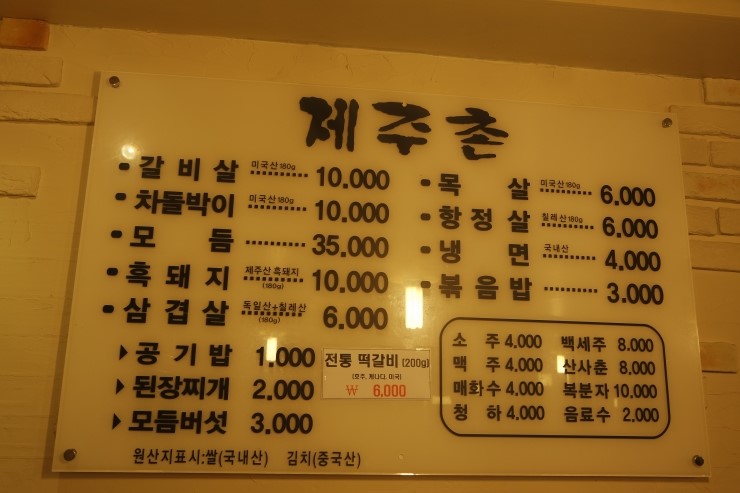 제주촌
• 갈비살 미국산 180g 10.000
• 차돌박이 미국산 180g 10.000
• 모듬 35.000
• 흑돼지 제주산 흑돼지 (180g) 10.000
• 삼겹살 독일산+칠레산 (180g) 6.000
▶ 공기밥 1.000
▶ 된장찌개 2.000
▶ 모듬버섯 3.000
전통 떡갈비 (200g)
(호주, 캐나다, 미국)
₩ 6,000
• 목살 미국산 180g 6.000
• 항정살 칠레산 180g 6.000
• 냉면 국내산 4.000
• 볶음밥 3.000
소주 4.000 백세주 8.000
맥주 4.000 산사춘 8.000
매화수 4.000 복분자 10,000
청하 4.000 음료수 2.000
원산지표시:쌀(국내산) 김치(중국산)